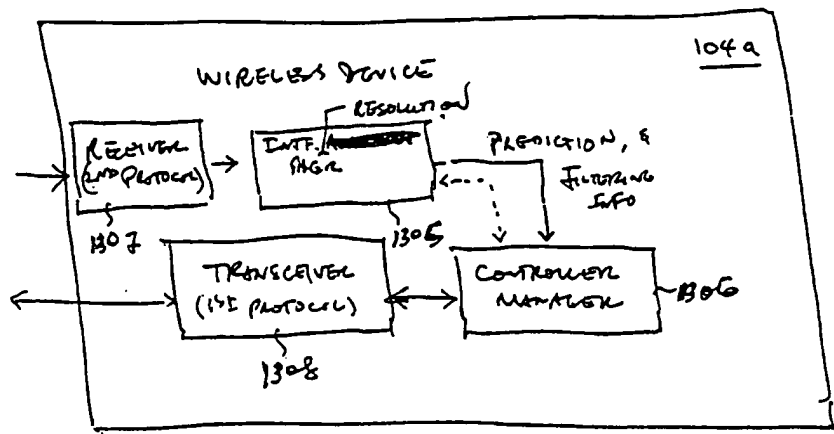 104a
WIRELESS DEVICE
RESOLUTION
RECEIVER
(2ND PROTOCOL)
INTF.
MGR
PREDICTION, &
FILTERING
INFO
1307
1305
TRANSCEIVER
(1ST PROTOCOL)
CONTROLLER
MANAGER
1306
1308